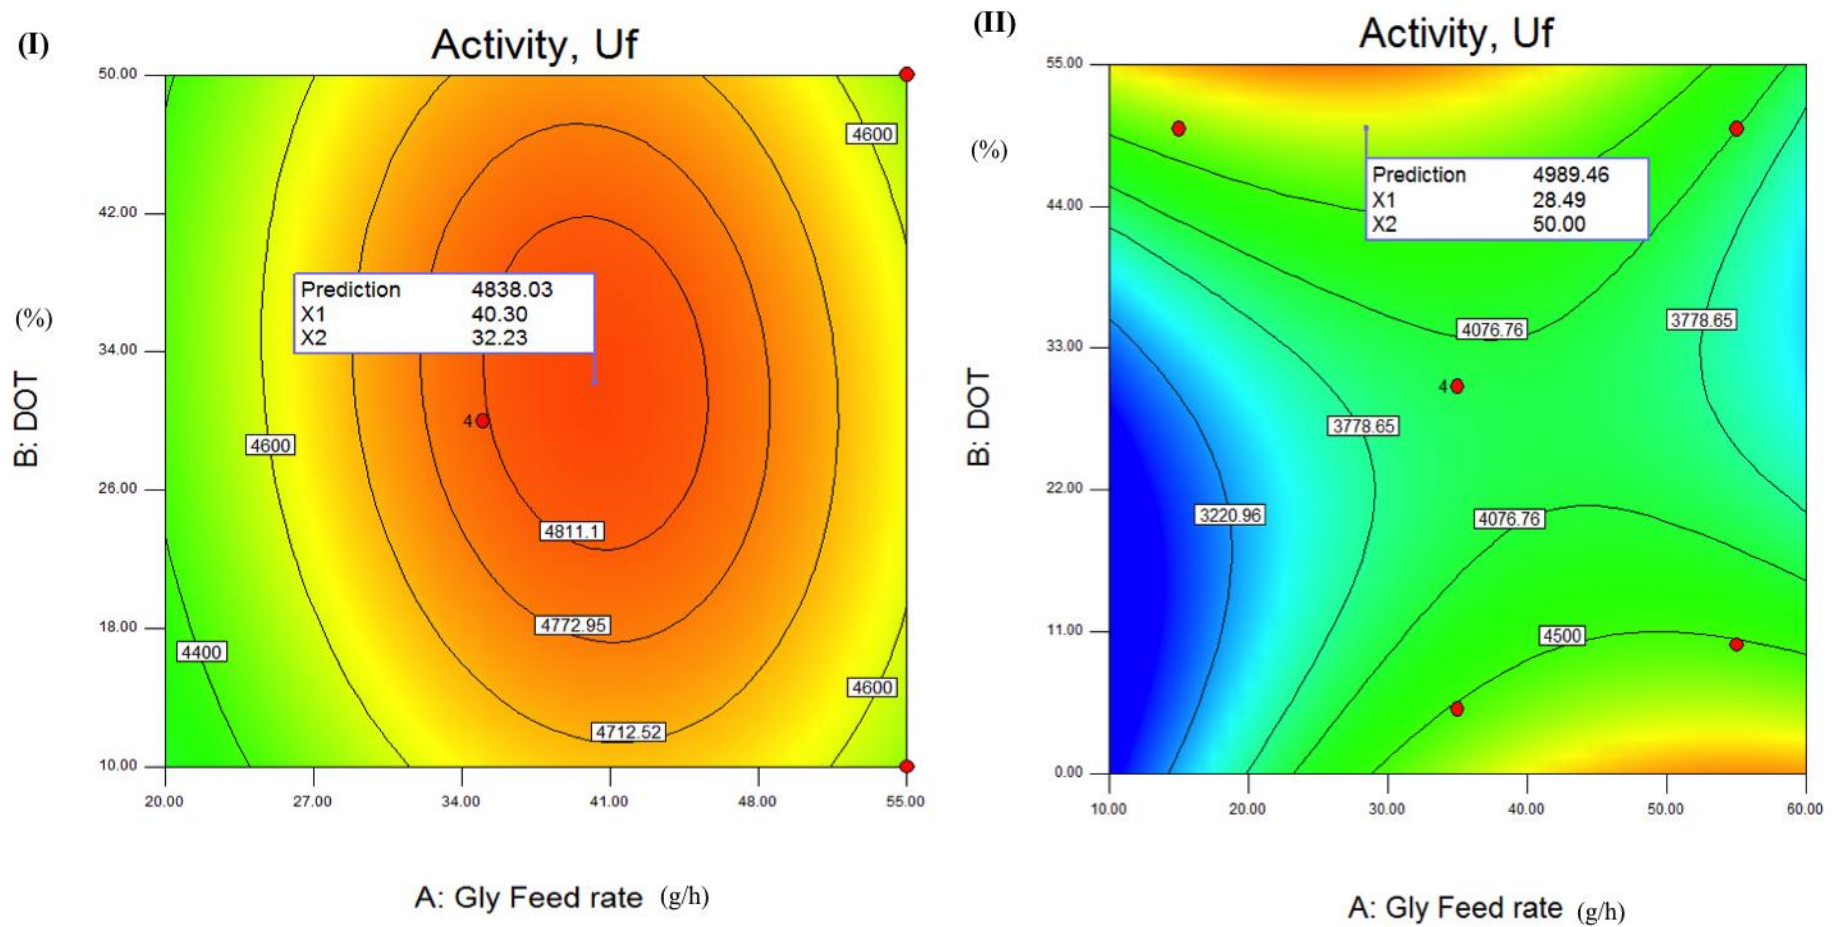 (I)
Activity, Uf
50.00
42.00
34.00
26.00
18.00
10.00
20.00
27.00
34.00
41.00
48.00
55.00
(%)
B: DOT
A: Gly Feed rate (g/h)
4600
Prediction 4838.03
X1 40.30
X2 32.23
4
4600
4811.1
4772.95
4400
4600
4712.52
(II)
Activity, Uf
55.00
44.00
33.00
22.00
11.00
0.00
10.00
20.00
30.00
40.00
50.00
60.00
(%)
B: DOT
A: Gly Feed rate (g/h)
Prediction 4989.46
X1 28.49
X2 50.00
4076.76
3778.65
4
3778.65
3220.96
4076.76
4500